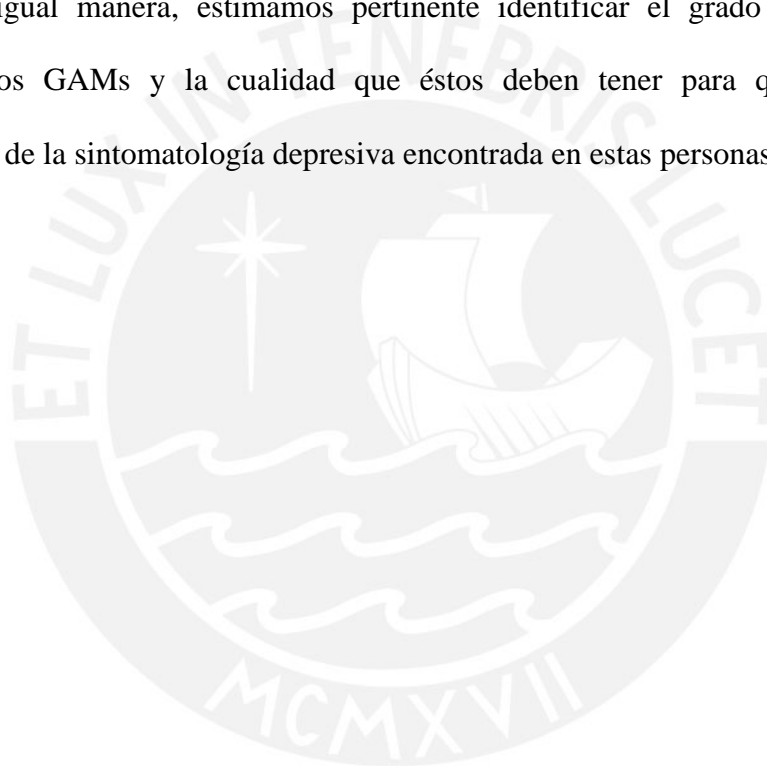 igual manera, estimamos pertinente identificar el grado
os GAMs y la cualidad que éstos deben tener para q
de la sintomatología depresiva encontrada en estas personas
ET LUX IN TENEBRIS LUCET
MCMXVII